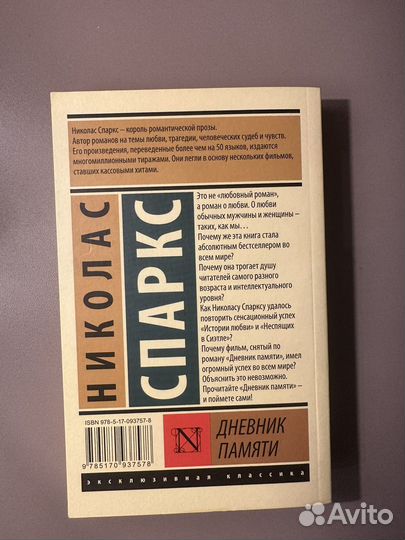 Николас Спаркс – король романтической прозы.
Автор романов на темы любви, трагедии, человеческих судеб и чувств.
Его произведения, переведенные более чем на 50 языков, издаются
многомиллионными тиражами. Они легли в основу нескольких фильмов,
ставших кассовыми хитами.
НИКОЛАС
СПАРКС
Это не «любовный роман»,
а роман о любви. О любви
обычных мужчины и женщины –
таких, как мы…
Почему же эта книга стала
абсолютным бестселлером во
всем мире?
Почему она трогает душу
читателей самого разного
возраста и интеллектуального
уровня?
Как Николасу Спарксу удалось
повторить сенсационный успех
«Истории любви» и «Неспящих
в Сиэтле»?
Почему фильм, снятый по
роману «Дневник памяти», имел
огромный успех во всем мире?
Объяснить это невозможно.
Прочитайте «Дневник памяти» –
и поймете сами!
ISBN 978-5-17-093757-8
9 785170 937578
N
ДНЕВНИК
ПАМЯТИ
эксклюзивная классика
Avito